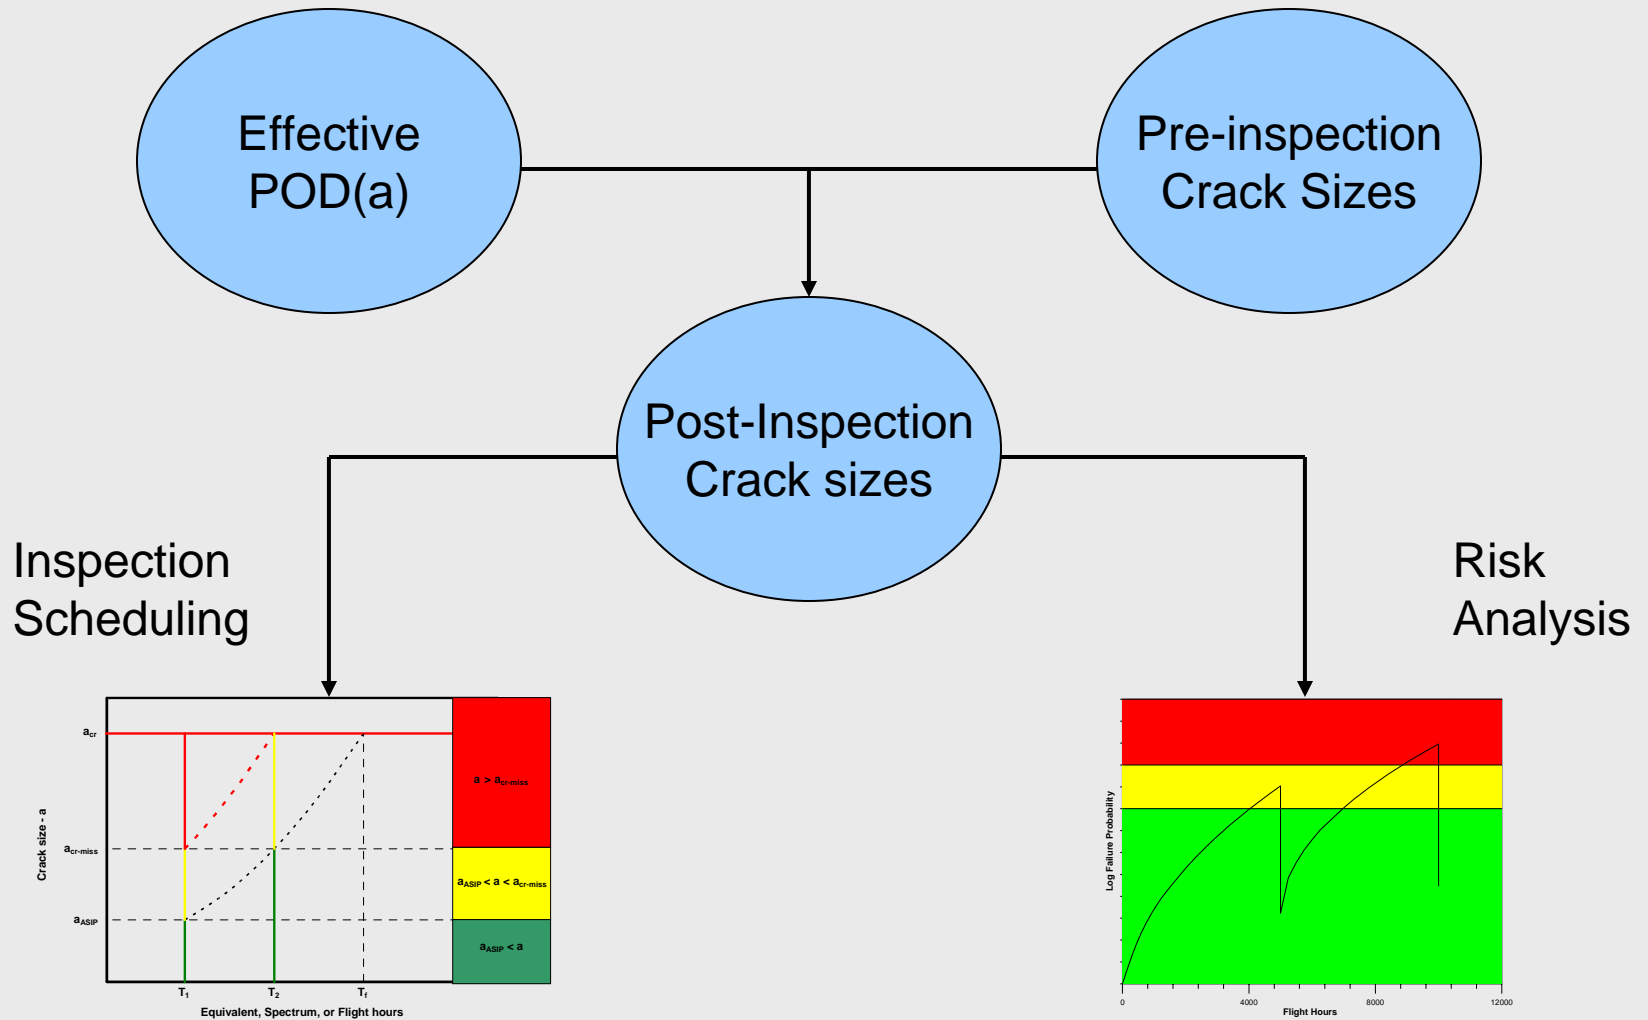 Effective
POD(a)
Pre-inspection
Crack Sizes
Post-Inspection
Crack sizes
Inspection
Scheduling
Risk
Analysis
Crack size - a
a_cr
a_cr-miss
a_ASIP
a > a_cr-miss
a_ASIP < a < a_cr-miss
a_ASIP < a
T_1 T_2 T_f
Equivalent, Spectrum, or Flight hours
Log Failure Probability
0 4000 8000 12000
Flight Hours